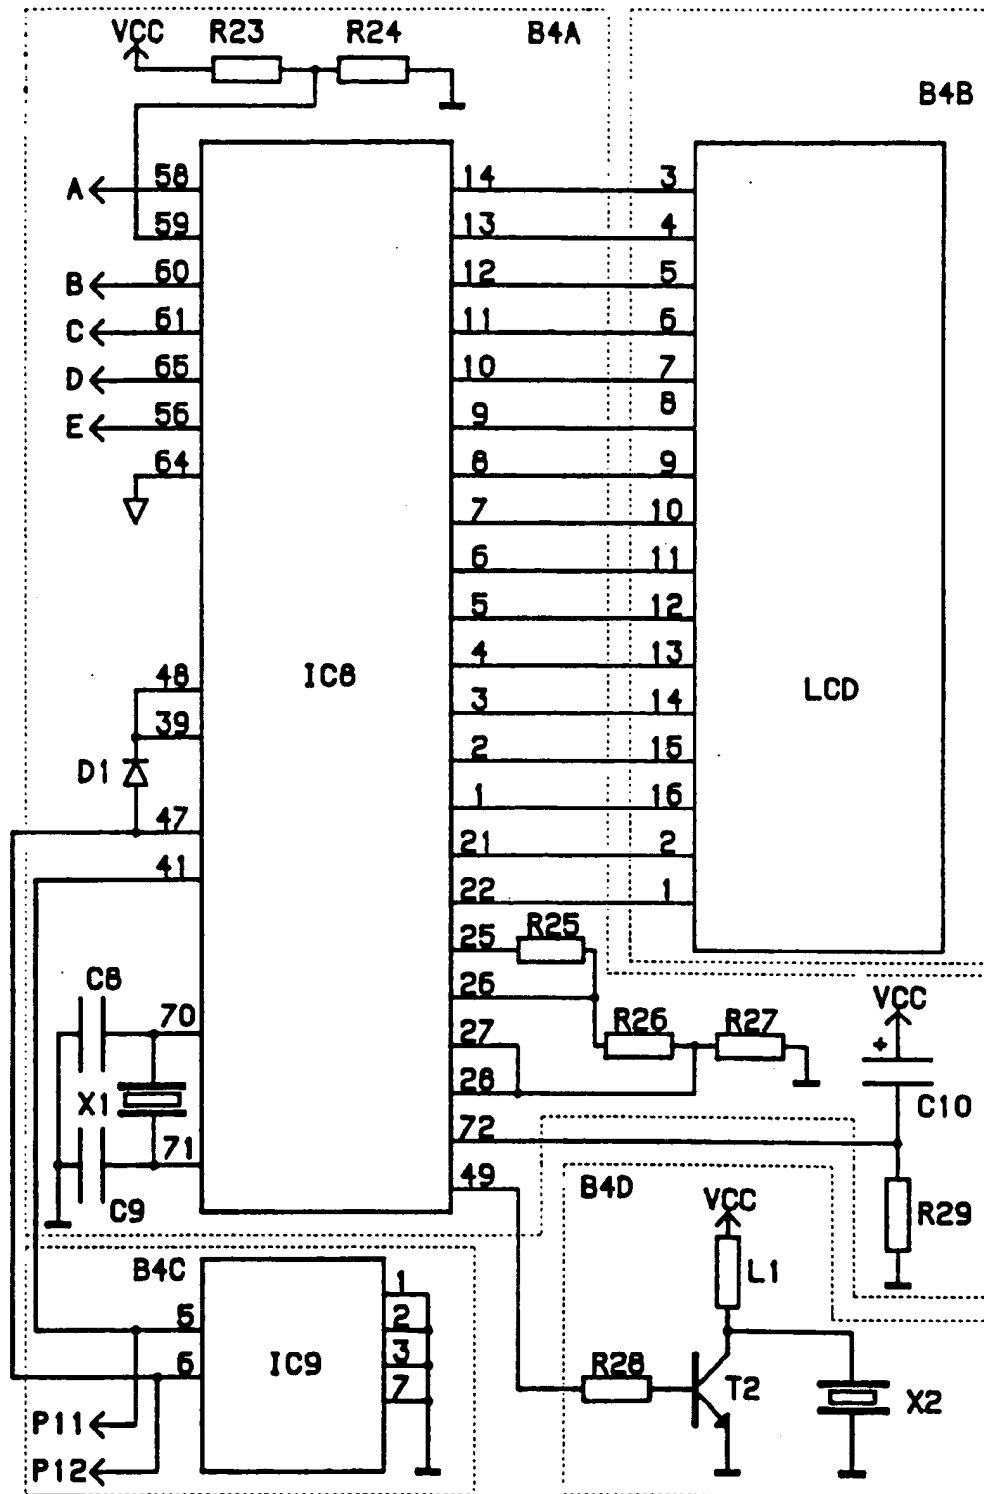 VCC R23 R24 B4A
B4B
A 58 14 3
59 13 4
B 60 12 5
C 61 11 6
D 65 10 7
E 56 9 8
64 8 9
7 10
6 11
5 12
4 13
IC8 LCD
48 3 14
39 2 15
D1
1 16
47 21 2
41 22 1
25 R25
C8 26 VCC
70 27 R26 R27
+
X1 28 C10
71 72
C9 49 B4D
VCC R29
B4C 1 L1
5 2
6 IC9 3 R28
7 T2 X2
P11
P12